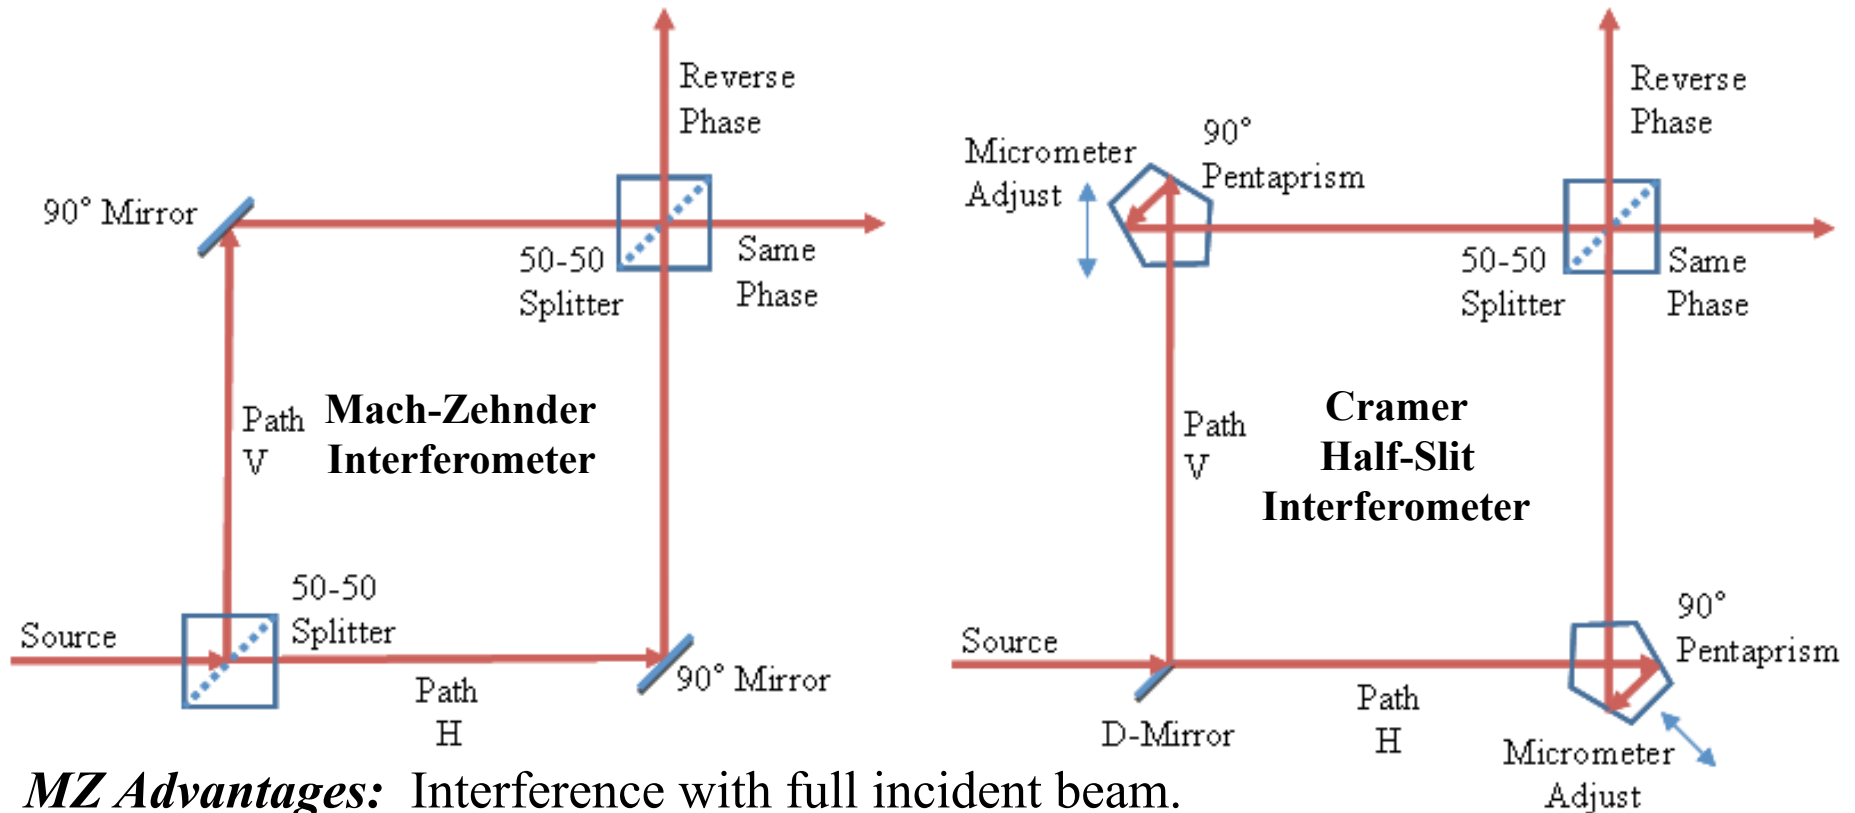 Reverse
Phase
90° Mirror
50-50
Splitter
Same
Phase
Path
V
Mach-Zehnder
Interferometer
50-50
Splitter
Source
Path
H
90° Mirror
Reverse
Phase
90°
Pentaprism
Micrometer
Adjust
50-50
Splitter
Same
Phase
Path
V
Cramer
Half-Slit
Interferometer
Source
D-Mirror
Path
H
90°
Pentaprism
Micrometer
Adjust
MZ Advantages: Interference with full incident beam.